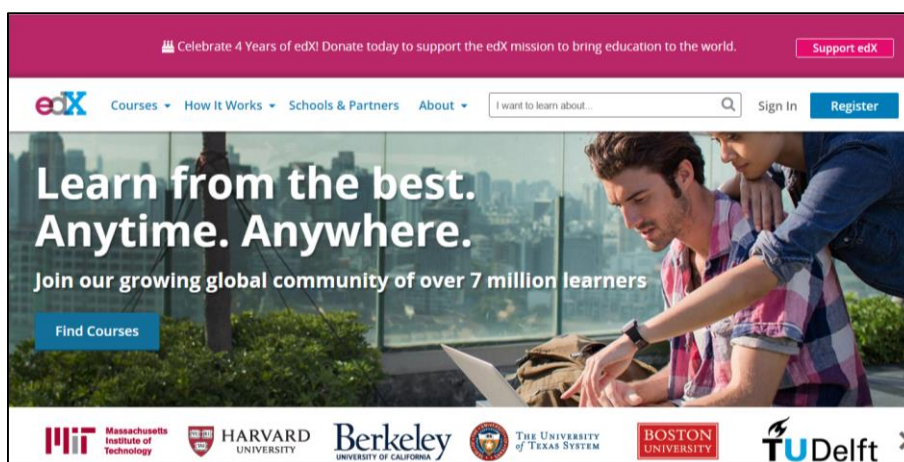 Celebrate 4 Years of edX! Donate today to support the edX mission to bring education to the world.
Support edX
edX
Courses
How It Works
Schools & Partners
About
I want to learn about...
Sign In
Register
Learn from the best.
Anytime. Anywhere.
Join our growing global community of over 7 million learners
Find Courses
MIT
Massachusetts
Institute of
Technology
HARVARD
UNIVERSITY
Berkeley
UNIVERSITY OF CALIFORNIA
THE UNIVERSITY
of TEXAS SYSTEM
BOSTON
UNIVERSITY
TUDelft